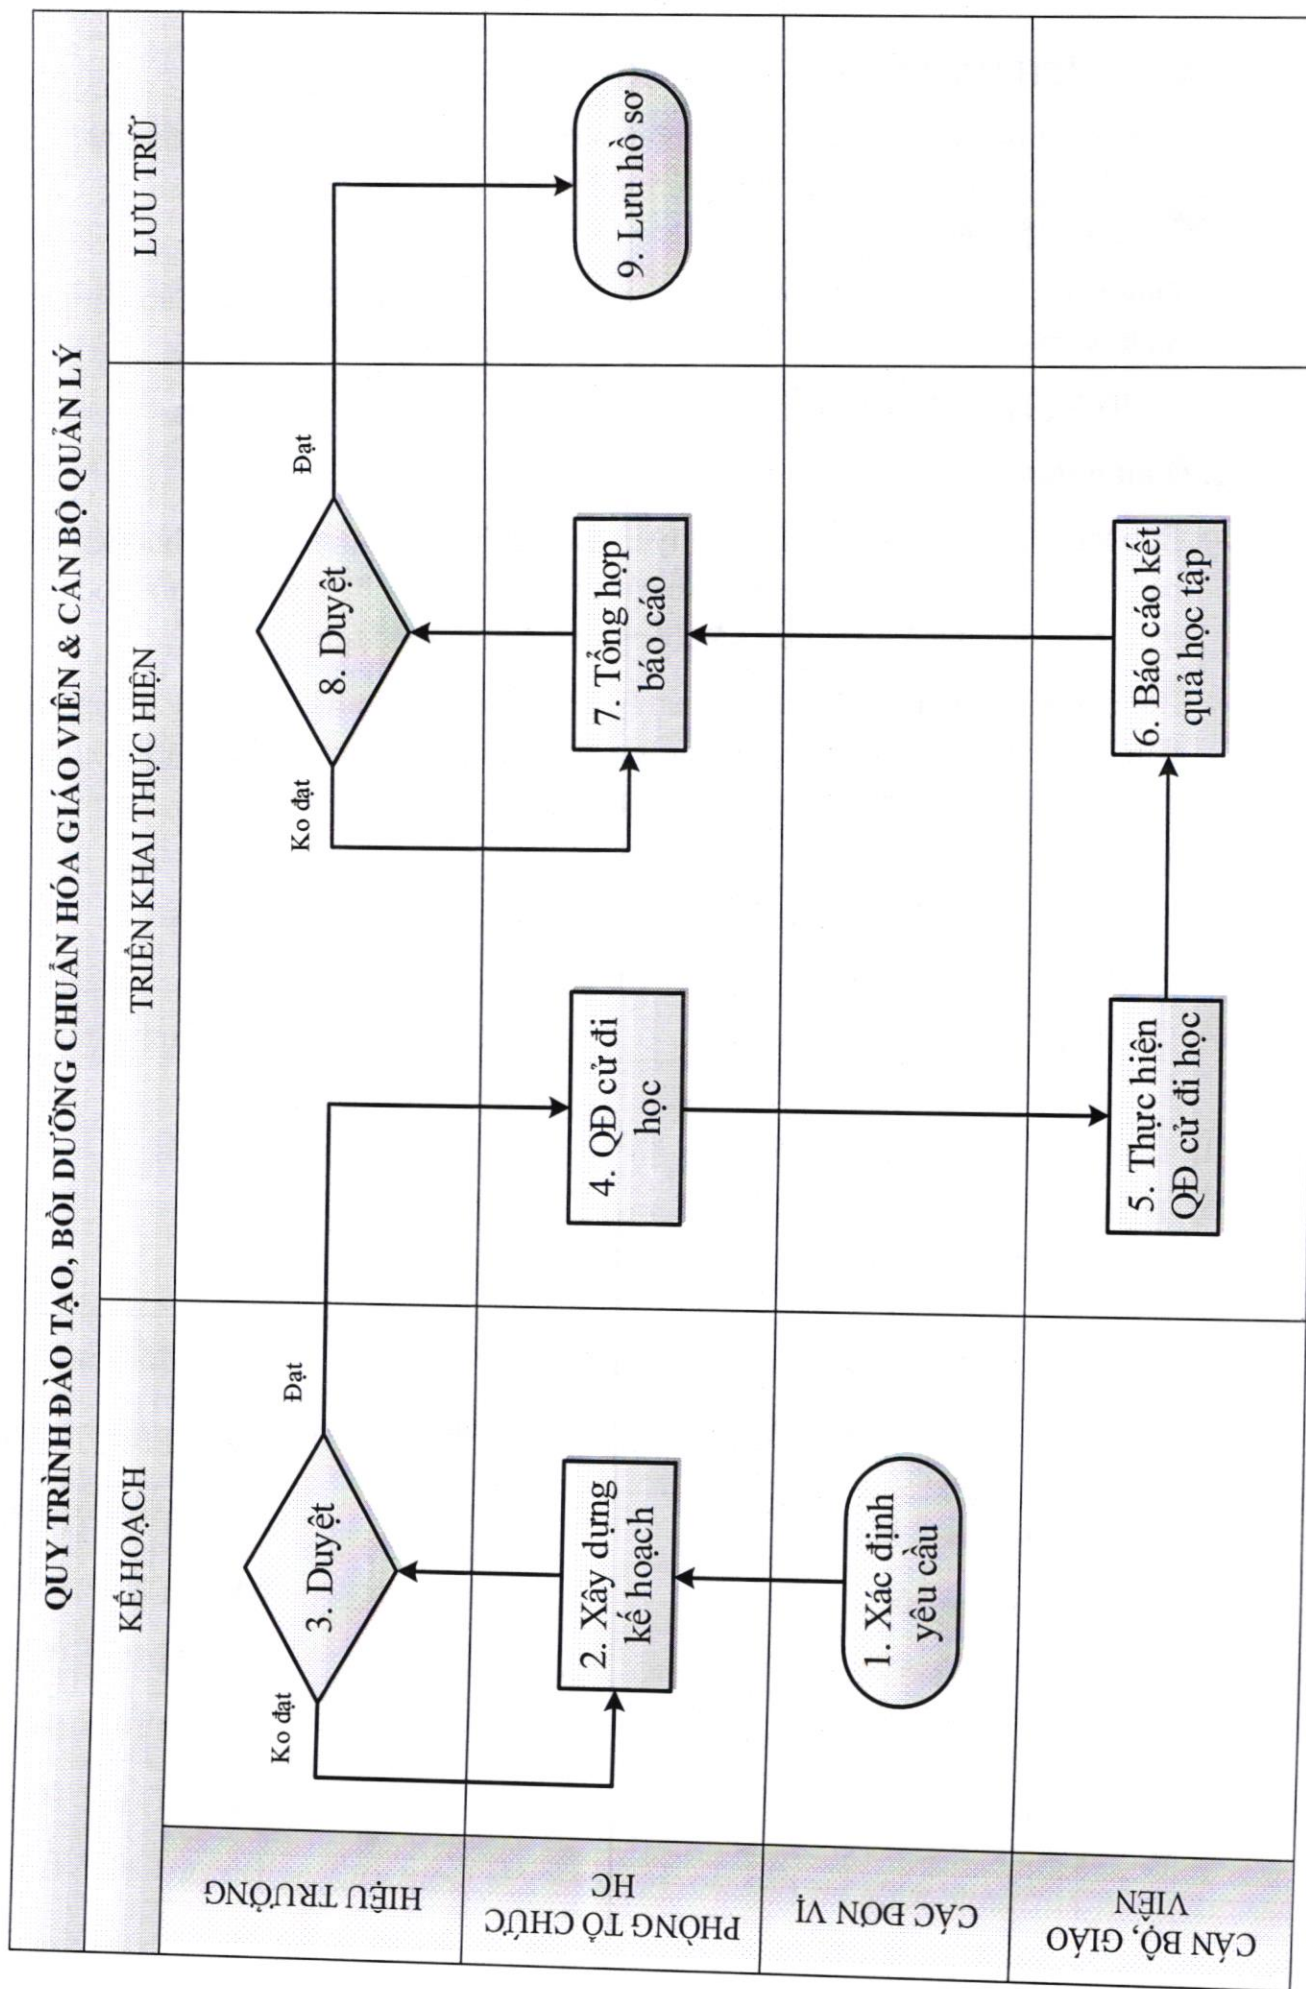 QUY TRÌNH ĐÀO TẠO, BỒI DƯỠNG CHUẨN HÓA GIÁO VIÊN & CÁN BỘ QUẢN LÝ
KẾ HOẠCH
TRIỂN KHAI THỰC HIỆN
LƯU TRỮ
HIỆU TRƯỞNG
Ko đạt
3. Duyệt
Đạt
Ko đạt
8. Duyệt
Đạt
PHÒNG TỔ CHỨC
HC
2. Xây dựng
kế hoạch
4. QĐ cử đi
học
7. Tổng hợp
báo cáo
9. Lưu hồ sơ
CÁC ĐƠN VỊ
1. Xác định
yêu cầu
CÁN BỘ, GIÁO
VIÊN
5. Thực hiện
QĐ cử đi học
6. Báo cáo kết
quả học tập